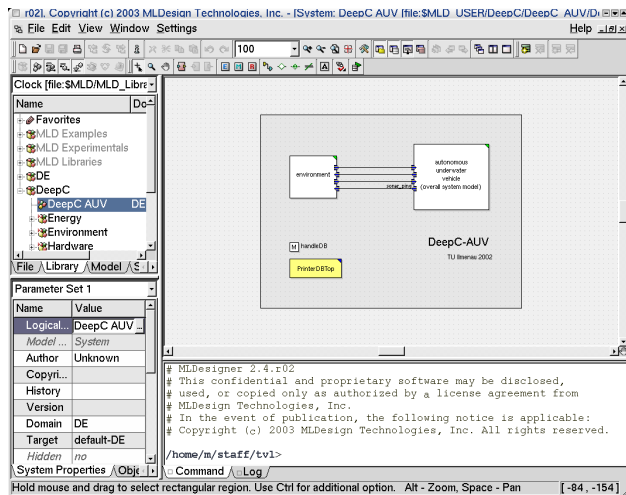 r02], Copyright (c) 2003 MLDesign Technologies, Inc. - [System: DeepC AUV [file:$MLD_USER/DeepC/DeepC_AUV/D
File Edit View Window Settings Help
100
Clock [file:$MLD/MLD_Libra
Name Do
Favorites
MLD Examples
MLD Experimentals
MLD Libraries
DE
DeepC
DeepC AUV DE
Energy
Environment
Hardware
File Library Model S
Parameter Set 1
Name Value
Logical... DeepC AUV ...
Model ... System
Author Unknown
Copyri...
History
Version
Domain DE
Target default-DE
Hidden no
System Properties Obje
environment
autonomous
underwater
vehicle
(overall system model)
sonar_ping
M handleDB
PrinterDBTop
DeepC-AUV
TU Ilmenau 2002
# MLDesigner 2.4.r02
# This confidential and proprietary software may be disclosed,
# used, or copied only as authorized by a license agreement from
# MLDesign Technologies, Inc.
# In the event of publication, the following notice is applicable:
# Copyright (c) 2003 MLDesign Technologies, Inc. All rights reserved.
/home/m/staff/tvl>
Command Log
Hold mouse and drag to select rectangular region. Use Ctrl for additional option. Alt - Zoom, Space - Pan [-84 , -154]